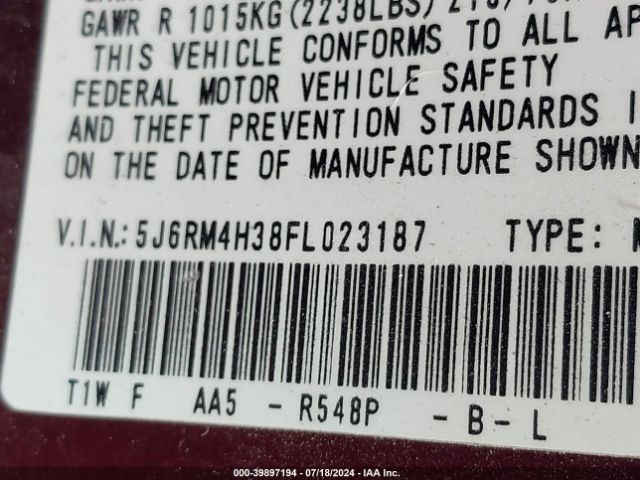 GAWR R 1015KG(2238LBS)
THIS VEHICLE CONFORMS TO ALL
FEDERAL MOTOR VEHICLE SAFETY
AND THEFT PREVENTION STANDARDS
ON THE DATE OF MANUFACTURE SHOWN
V.I.N.: 5J6RM4H38FL023187 TYPE:
T1W F AA5 - R548P - B - L
000-39897194 - 07/18/2024 - IAA Inc.